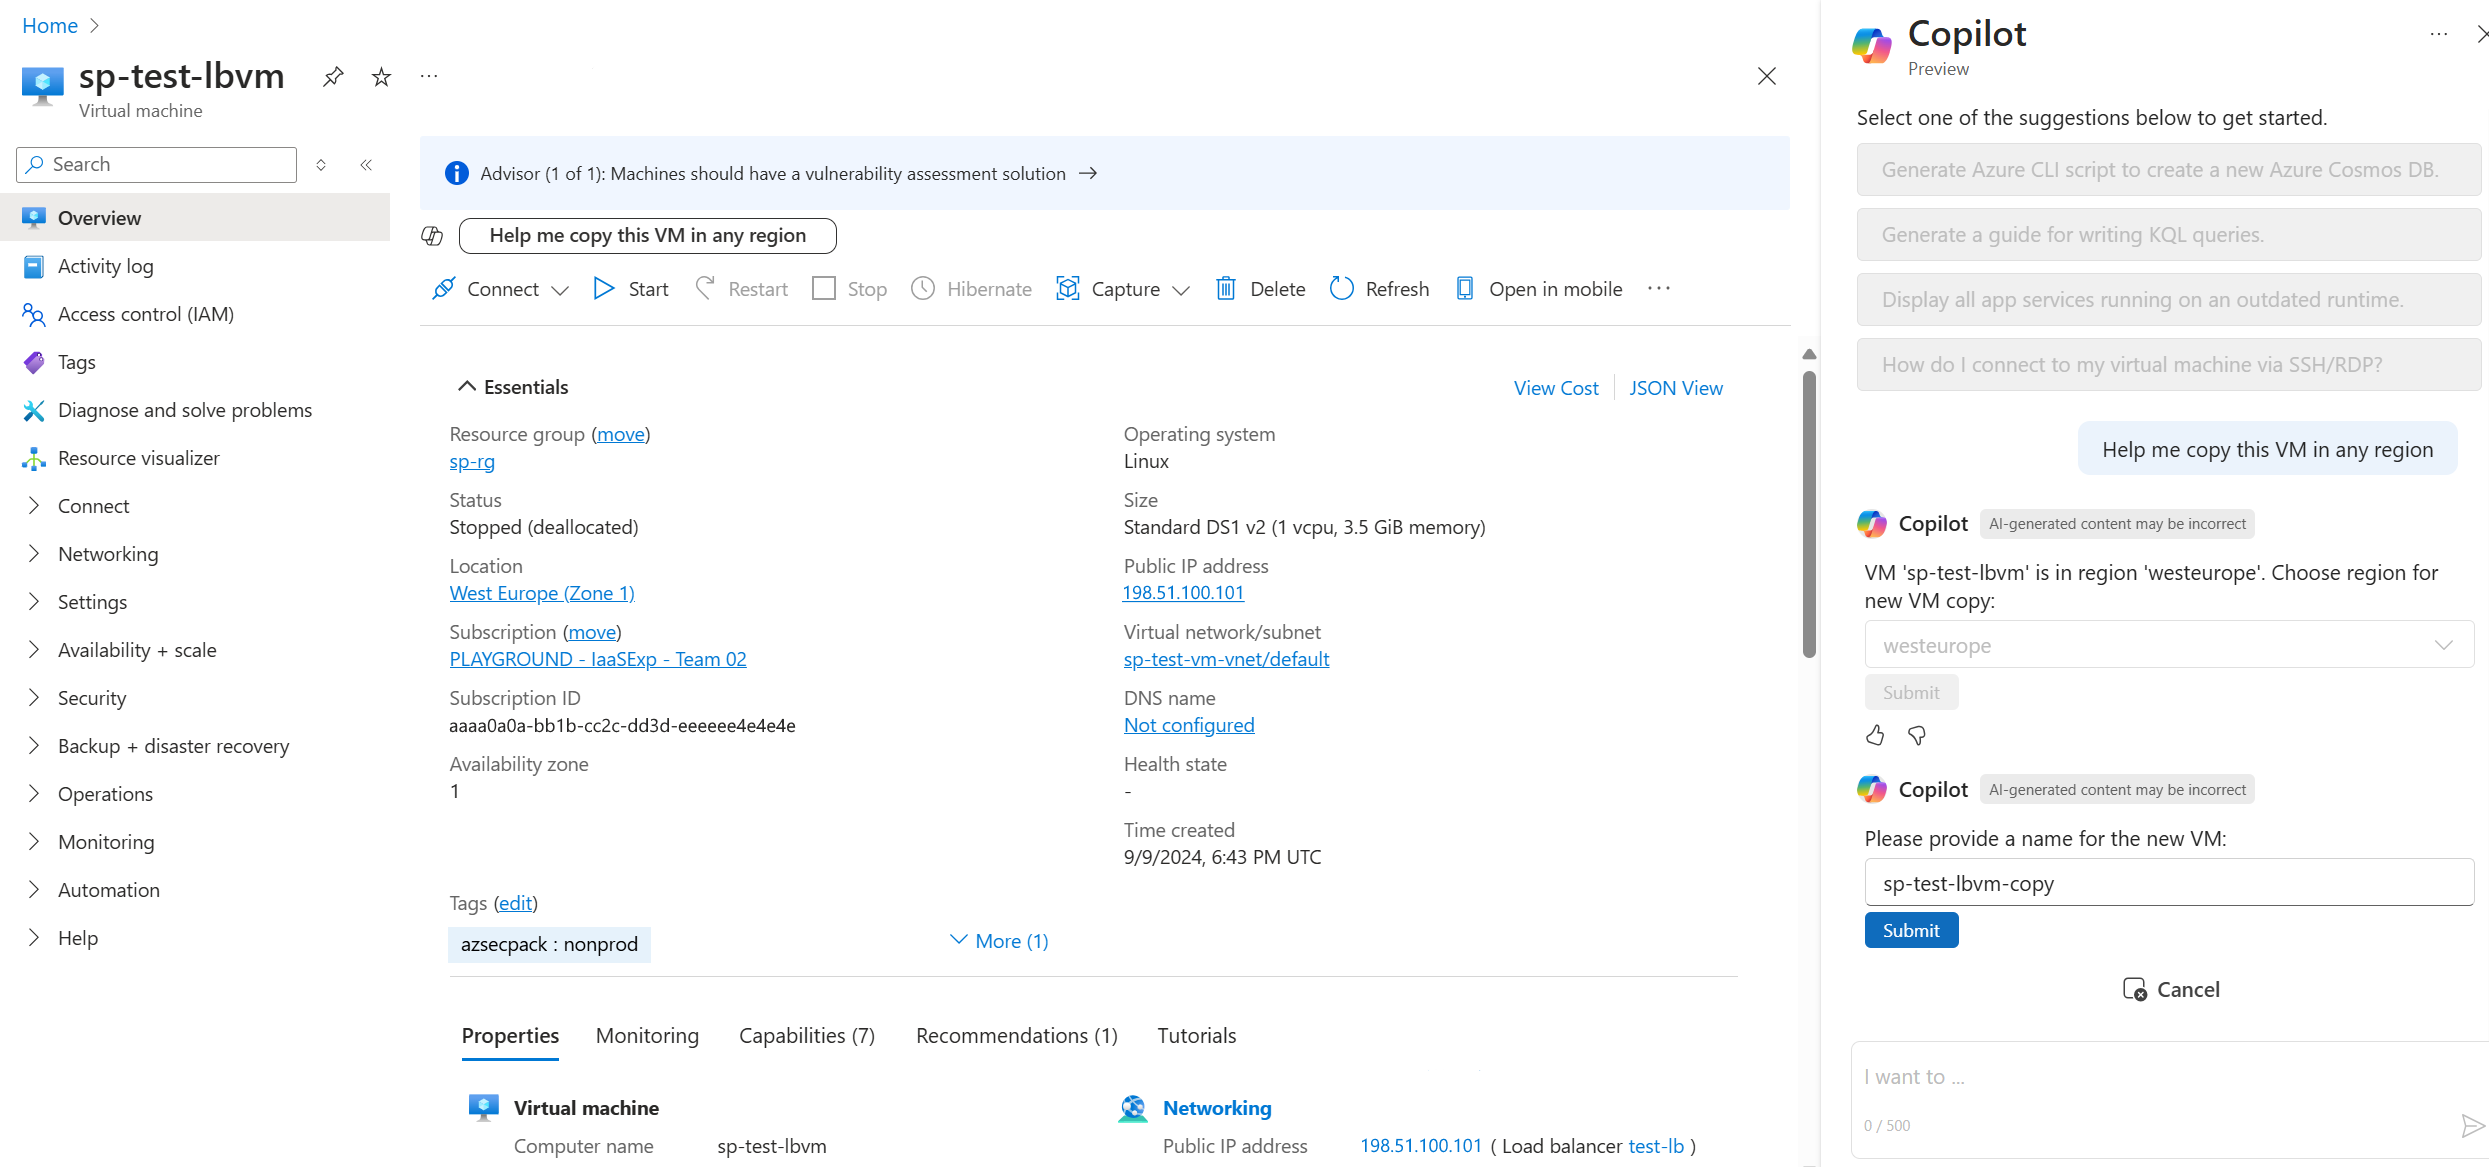 Home
sp-test-lbvm
Virtual machine
Search
Overview
Activity log
Access control (IAM)
Tags
Diagnose and solve problems
Resource visualizer
Connect
Networking
Settings
Availability + scale
Security
Backup + disaster recovery
Operations
Monitoring
Automation
Help
Advisor (1 of 1): Machines should have a vulnerability assessment solution
Help me copy this VM in any region
Connect Start Restart Stop Hibernate Capture Delete Refresh Open in mobile
Essentials
View Cost JSON View
Resource group (move)
sp-rg
Status
Stopped (deallocated)
Location
West Europe (Zone 1)
Subscription (move)
PLAYGROUND - IaaSExp - Team 02
Subscription ID
aaaa0a0a-bb1b-cc2c-dd3d-eeeeee4e4e4e
Availability zone
1
Operating system
Linux
Size
Standard DS1 v2 (1 vcpu, 3.5 GiB memory)
Public IP address
198.51.100.101
Virtual network/subnet
sp-test-vm-vnet/default
DNS name
Not configured
Health state
-
Time created
9/9/2024, 6:43 PM UTC
Tags (edit)
azsecpack : nonprod
More (1)
Properties Monitoring Capabilities (7) Recommendations (1) Tutorials
Virtual machine
Computer name sp-test-lbvm
Networking
Public IP address 198.51.100.101 ( Load balancer test-lb )
Copilot
Preview
Select one of the suggestions below to get started.
Generate Azure CLI script to create a new Azure Cosmos DB.
Generate a guide for writing KQL queries.
Display all app services running on an outdated runtime.
How do I connect to my virtual machine via SSH/RDP?
Help me copy this VM in any region
Copilot AI-generated content may be incorrect
VM 'sp-test-lbvm' is in region 'westeurope'. Choose region for
new VM copy:
westeurope
Submit
Copilot AI-generated content may be incorrect
Please provide a name for the new VM:
sp-test-lbvm-copy
Submit
Cancel
I want to ...
0 / 500